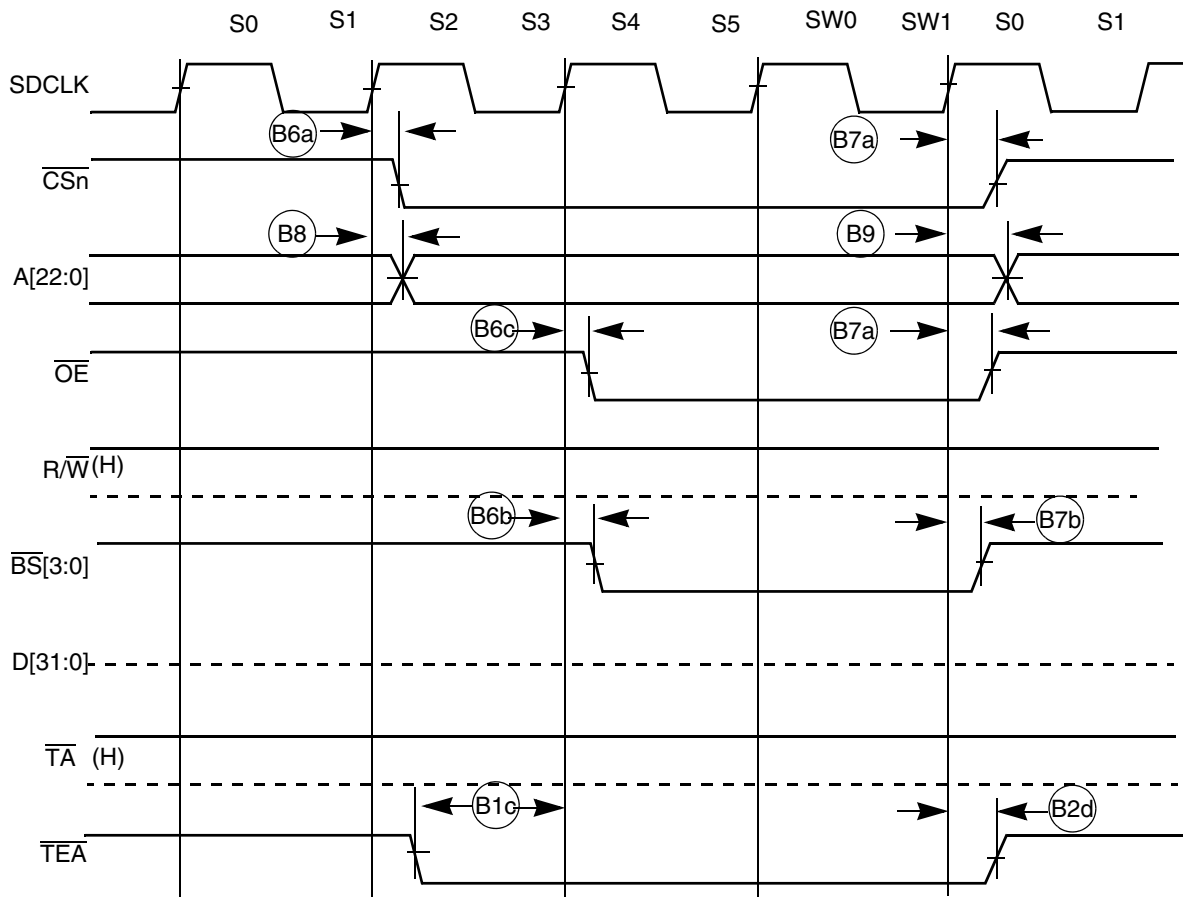 S0 S1 S2 S3 S4 S5 SW0 SW1 S0 S1
SDCLK
B6a B7a
CSn
B8 B9
A[22:0]
B6c B7a
OE
R/W (H)
B6b B7b
BS[3:0]
D[31:0]
TA (H)
B1c B2d
TEA